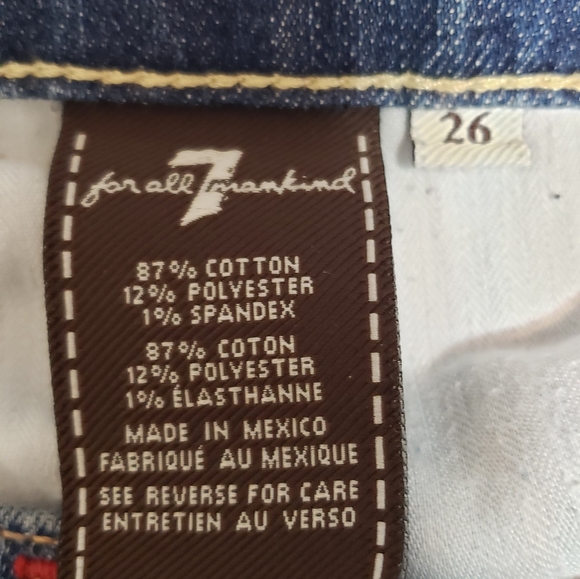 26
for all 7 mankind
87% COTTON
12% POLYESTER
1% SPANDEX
87% COTON
12% POLYESTER
1% ÉLASTHANNE
MADE IN MEXICO
FABRIQUÉ AU MEXIQUE
SEE REVERSE FOR CARE
ENTRETIEN AU VERSO